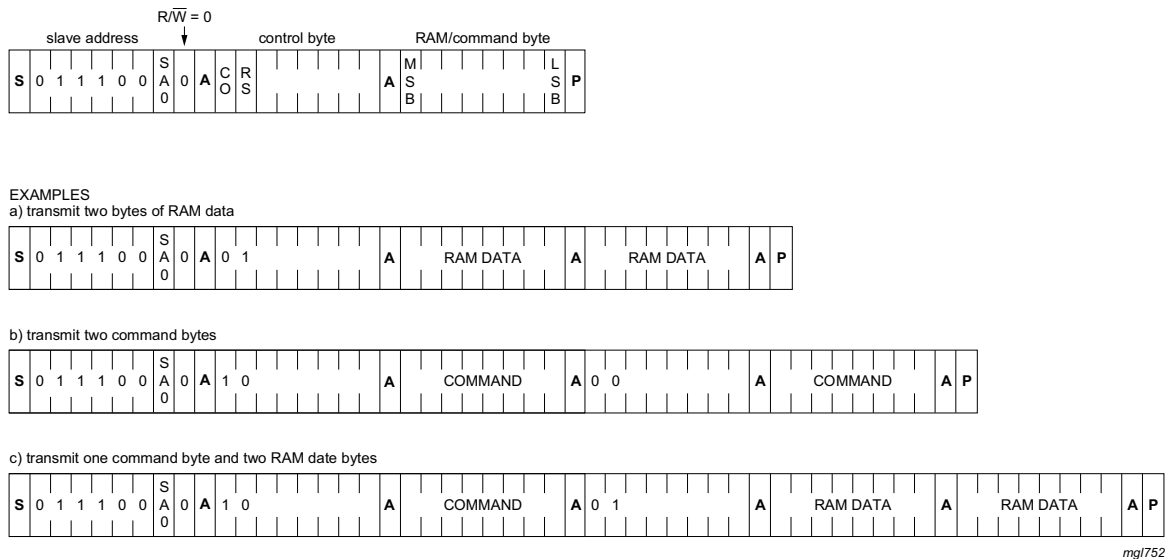 R/W = 0
slave address control byte RAM/command byte
S 0 1 1 1 0 0 SA0 0 A CO RS A MSB LSB P
EXAMPLES
a) transmit two bytes of RAM data
S 0 1 1 1 0 0 SA0 0 A 0 1 A RAM DATA A RAM DATA A P
b) transmit two command bytes
S 0 1 1 1 0 0 SA0 0 A 1 0 A COMMAND A 0 0 A COMMAND A P
c) transmit one command byte and two RAM date bytes
S 0 1 1 1 0 0 SA0 0 A 1 0 A COMMAND A 0 1 A RAM DATA A RAM DATA A P
mgl752